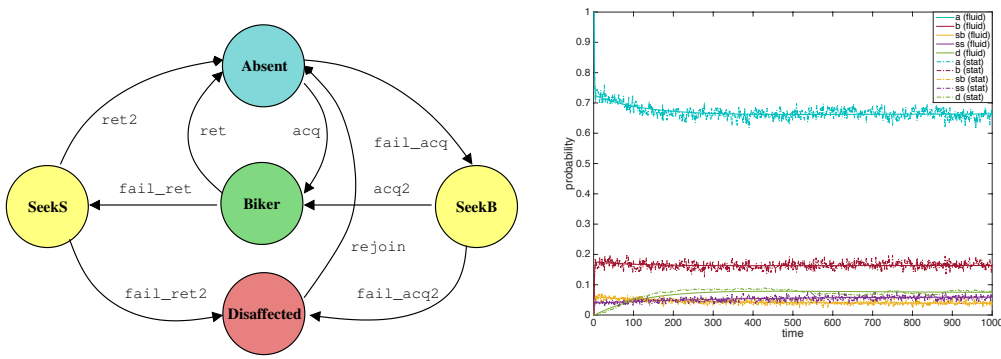 Absent
ret2
ret
acq
fail_acq
fail_ret
acq2
SeekS
Biker
SeekB
rejoin
fail_ret2
fail_acq2
Disaffected
1
0.9
0.8
0.7
0.6
0.5
0.4
0.3
0.2
0.1
0
probability
a (fluid)
b (fluid)
sb (fluid)
ss (fluid)
d (fluid)
a (stat)
b (stat)
sb (stat)
ss (stat)
d (stat)
0 100 200 300 400 500 600 700 800 900 1000
time